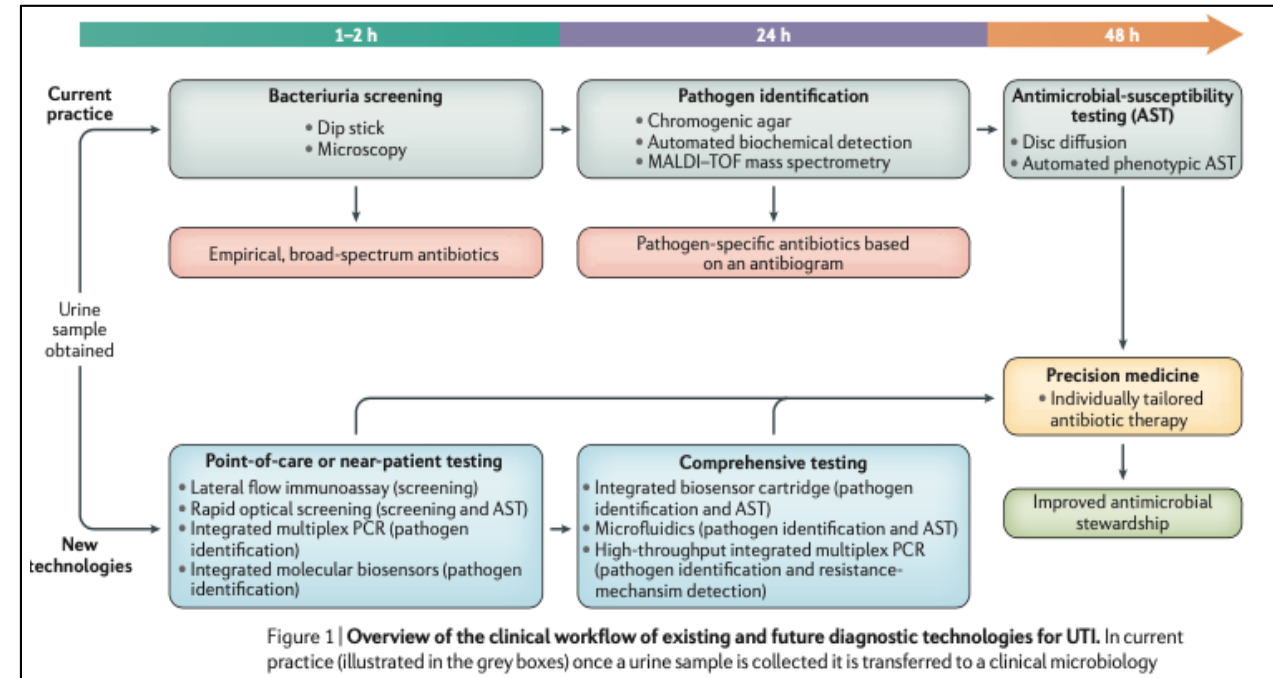 1–2 h
24 h
48 h
Current
practice
Bacteriuria screening
• Dip stick
• Microscopy
Pathogen identification
• Chromogenic agar
• Automated biochemical detection
• MALDI–TOF mass spectrometry
Antimicrobial-susceptibility
testing (AST)
• Disc diffusion
• Automated phenotypic AST
Empirical, broad-spectrum antibiotics
Pathogen-specific antibiotics based
on an antibiogram
Urine
sample
obtained
Precision medicine
• Individually tailored
antibiotic therapy
Improved antimicrobial
stewardship
New
technologies
Point-of-care or near-patient testing
• Lateral flow immunoassay (screening)
• Rapid optical screening (screening and AST)
• Integrated multiplex PCR (pathogen
identification)
• Integrated molecular biosensors (pathogen
identification)
Comprehensive testing
• Integrated biosensor cartridge (pathogen
identification and AST)
• Microfluidics (pathogen identification and AST)
• High-throughput integrated multiplex PCR
(pathogen identification and resistance-
mechansim detection)
Figure 1 | Overview of the clinical workflow of existing and future diagnostic technologies for UTI. In current
practice (illustrated in the grey boxes) once a urine sample is collected it is transferred to a clinical microbiology